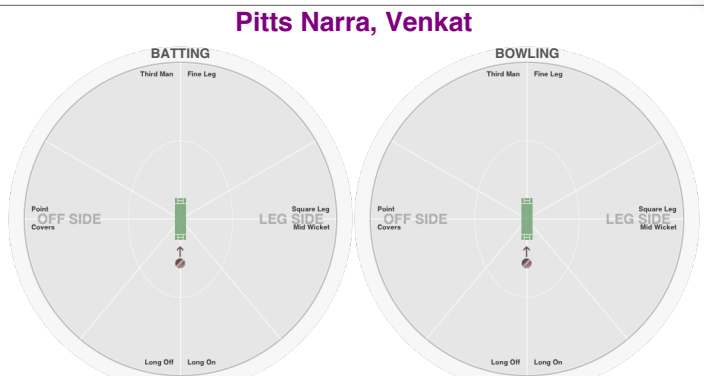 Pitts Narra, Venkat
BATTING
Third Man Fine Leg
Point
OFF SIDE
Covers
Square Leg
LEG SIDE
Mid Wicket
Long Off Long On
BOWLING
Third Man Fine Leg
Point
OFF SIDE
Covers
Square Leg
LEG SIDE
Mid Wicket
Long Off Long On